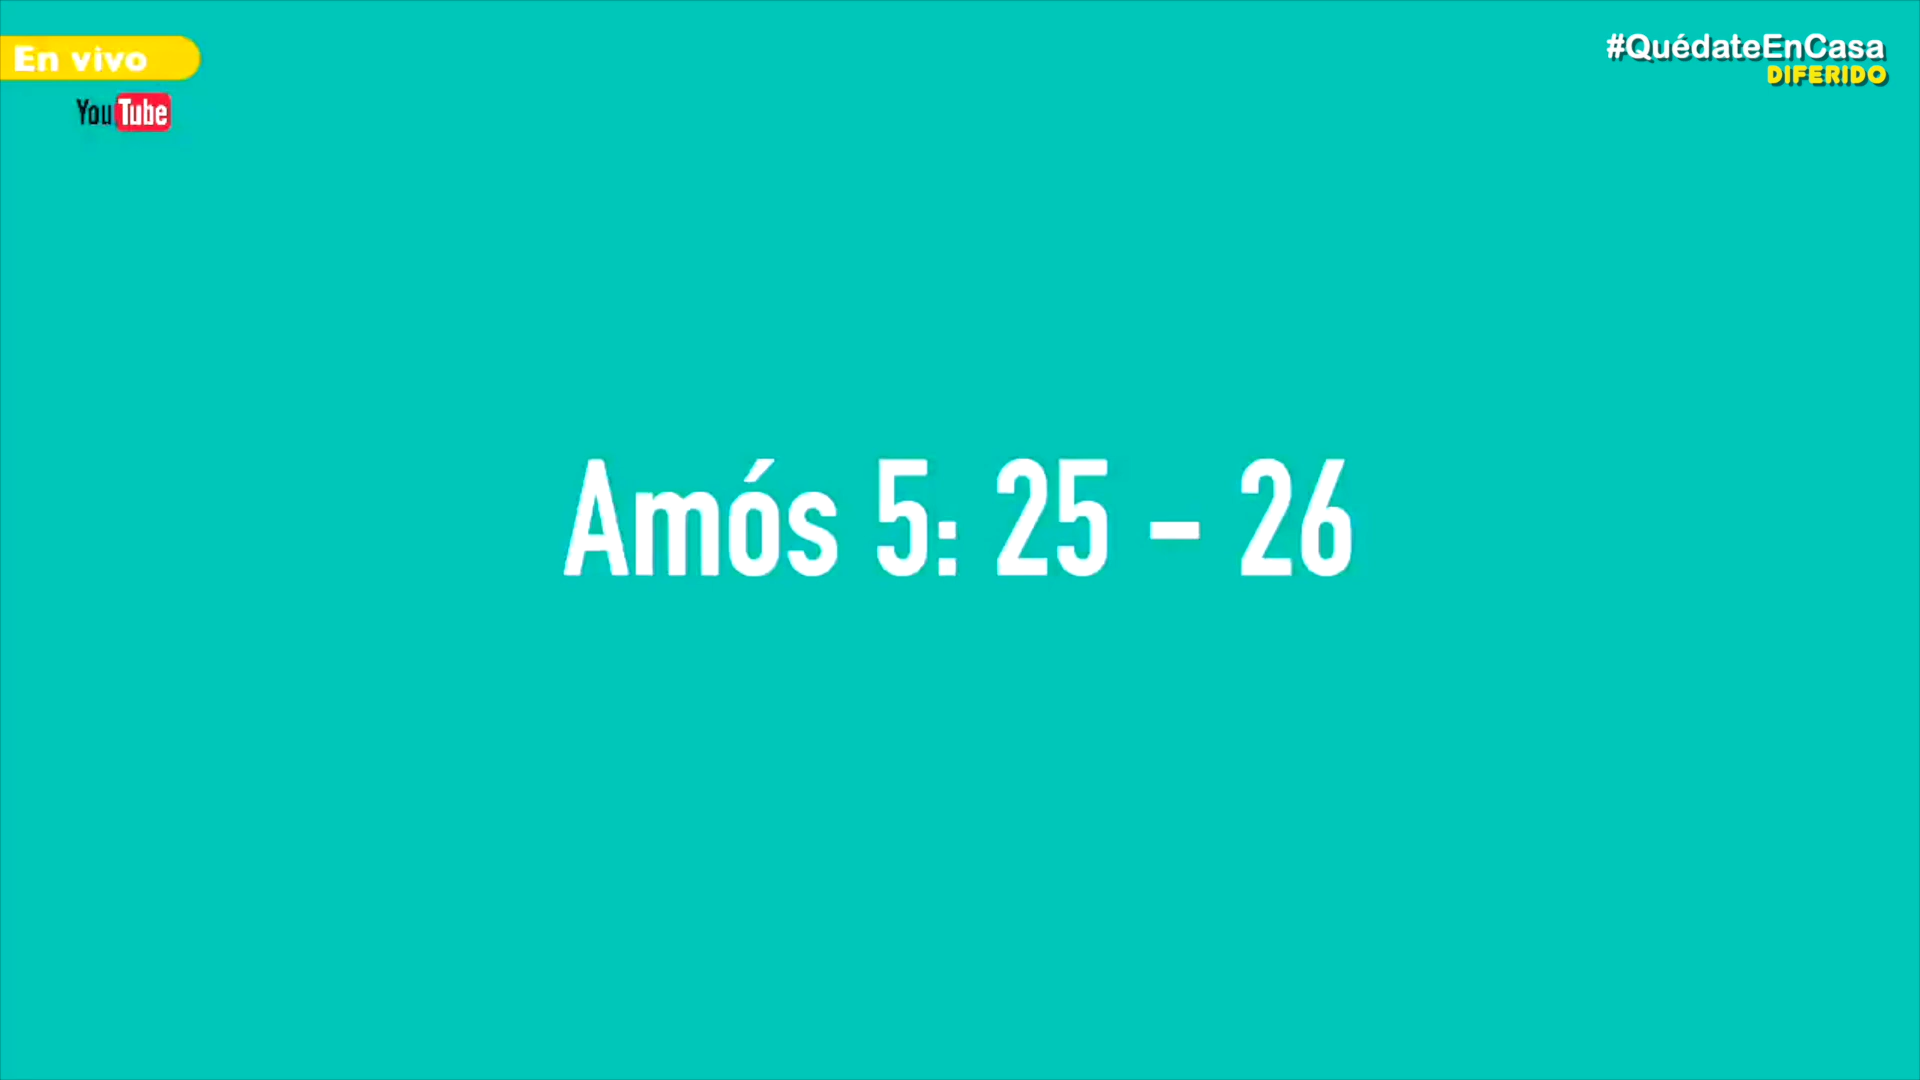 En vivo
YouTube
#QuédateEnCasa
DIFERIDO
Amós 5: 25 - 26